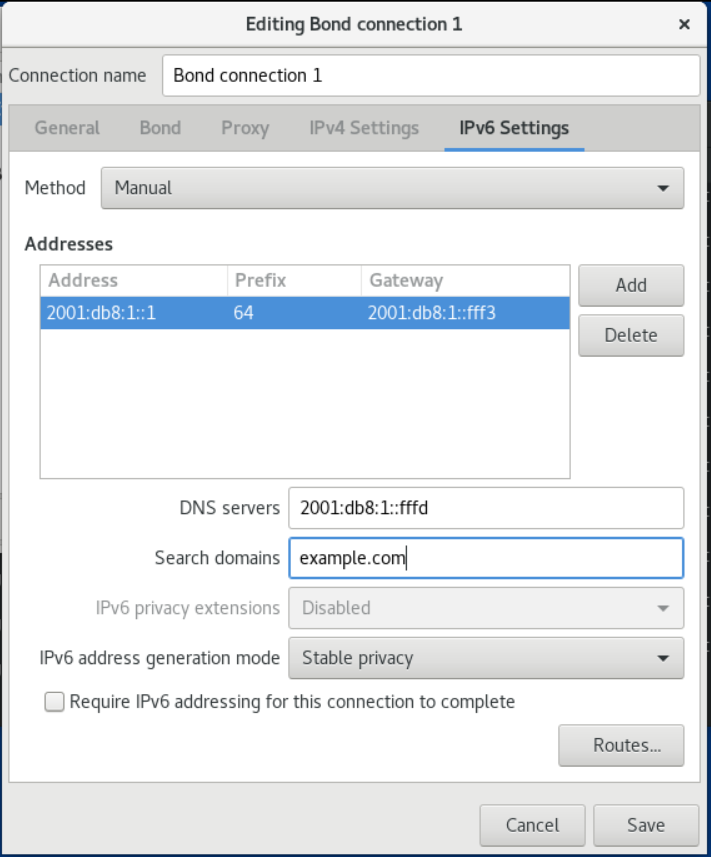 Editing Bond connection 1
Connection name Bond connection 1
General Bond Proxy IPv4 Settings IPv6 Settings
Method Manual
Addresses
Address Prefix Gateway
2001:db8:1::1 64 2001:db8:1::fff3
Add
Delete
DNS servers 2001:db8:1::fffd
Search domains example.com
IPv6 privacy extensions Disabled
IPv6 address generation mode Stable privacy
Require IPv6 addressing for this connection to complete
Routes...
Cancel Save